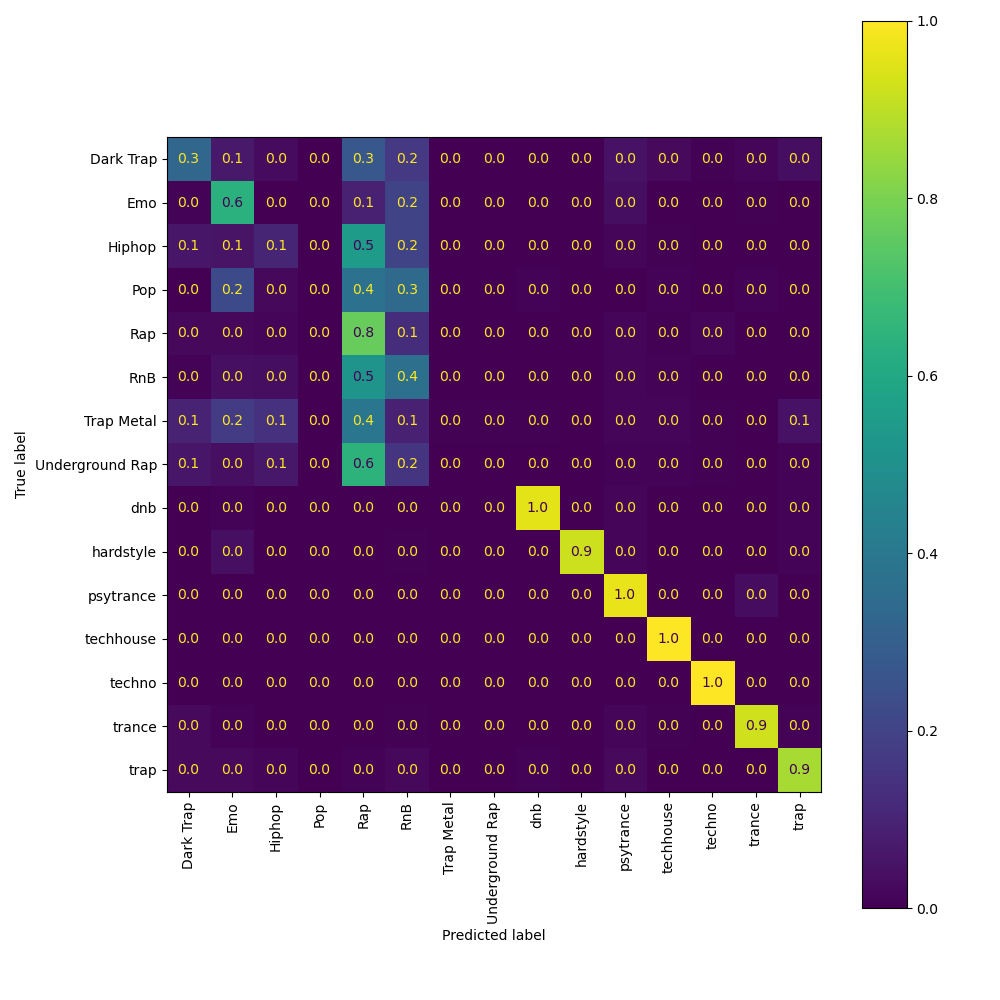 1.0
Dark Trap 0.3 0.1 0.0 0.0 0.3 0.2 0.0 0.0 0.0 0.0 0.0 0.0 0.0 0.0 0.0
Emo 0.0 0.6 0.0 0.0 0.1 0.2 0.0 0.0 0.0 0.0 0.0 0.0 0.0 0.0 0.0
0.8
Hiphop 0.1 0.1 0.1 0.0 0.5 0.2 0.0 0.0 0.0 0.0 0.0 0.0 0.0 0.0 0.0
Pop 0.0 0.2 0.0 0.0 0.4 0.3 0.0 0.0 0.0 0.0 0.0 0.0 0.0 0.0 0.0
Rap 0.0 0.0 0.0 0.0 0.8 0.1 0.0 0.0 0.0 0.0 0.0 0.0 0.0 0.0 0.0
RnB 0.0 0.0 0.0 0.0 0.5 0.4 0.0 0.0 0.0 0.0 0.0 0.0 0.0 0.0 0.0
0.6
Trap Metal 0.1 0.2 0.1 0.0 0.4 0.1 0.0 0.0 0.0 0.0 0.0 0.0 0.0 0.0 0.1
True label
Underground Rap 0.1 0.0 0.1 0.0 0.6 0.2 0.0 0.0 0.0 0.0 0.0 0.0 0.0 0.0 0.0
dnb 0.0 0.0 0.0 0.0 0.0 0.0 0.0 0.0 1.0 0.0 0.0 0.0 0.0 0.0 0.0
hardstyle 0.0 0.0 0.0 0.0 0.0 0.0 0.0 0.0 0.0 0.9 0.0 0.0 0.0 0.0 0.0
0.4
psytrance 0.0 0.0 0.0 0.0 0.0 0.0 0.0 0.0 0.0 0.0 1.0 0.0 0.0 0.0 0.0
techhouse 0.0 0.0 0.0 0.0 0.0 0.0 0.0 0.0 0.0 0.0 0.0 1.0 0.0 0.0 0.0
techno 0.0 0.0 0.0 0.0 0.0 0.0 0.0 0.0 0.0 0.0 0.0 0.0 1.0 0.0 0.0
trance 0.0 0.0 0.0 0.0 0.0 0.0 0.0 0.0 0.0 0.0 0.0 0.0 0.0 0.9 0.0
0.2
trap 0.0 0.0 0.0 0.0 0.0 0.0 0.0 0.0 0.0 0.0 0.0 0.0 0.0 0.0 0.9
Dark Trap
Emo
Hiphop
Pop
Rap
RnB
Trap Metal
Underground Rap
dnb
hardstyle
psytrance
techhouse
techno
trance
trap
0.0
Predicted label